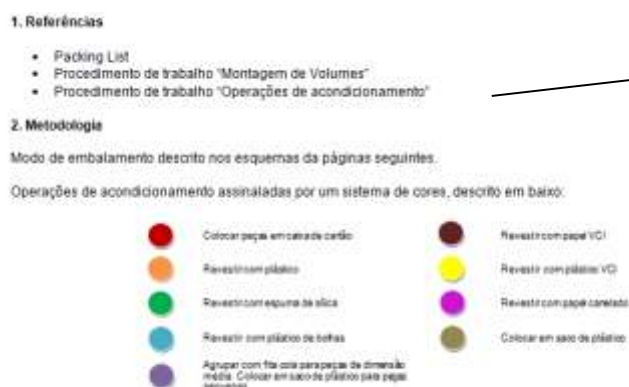 1. Referências
• Packing List
• Procedimento de trabalho "Montagem de Volumes"
• Procedimento de trabalho "Operações de acondicionamento"
2. Metodologia
Modo de embalamento descrito nos esquemas da páginas seguintes.
Operações de acondicionamento assinaladas por um sistema de cores, descrito em baixo:
Colocar peças em caixa de cartão
Revestir com papel VCI
Revestir com plástico
Revestir com plástico VCI
Revestir com espuma de sílica
Revestir com papel canelado
Revestir com plástico de bolhas
Colocar em saco de plástico
Agrupar com fita cola para peças de dimensão
média. Colocar em saco de plástico para peças